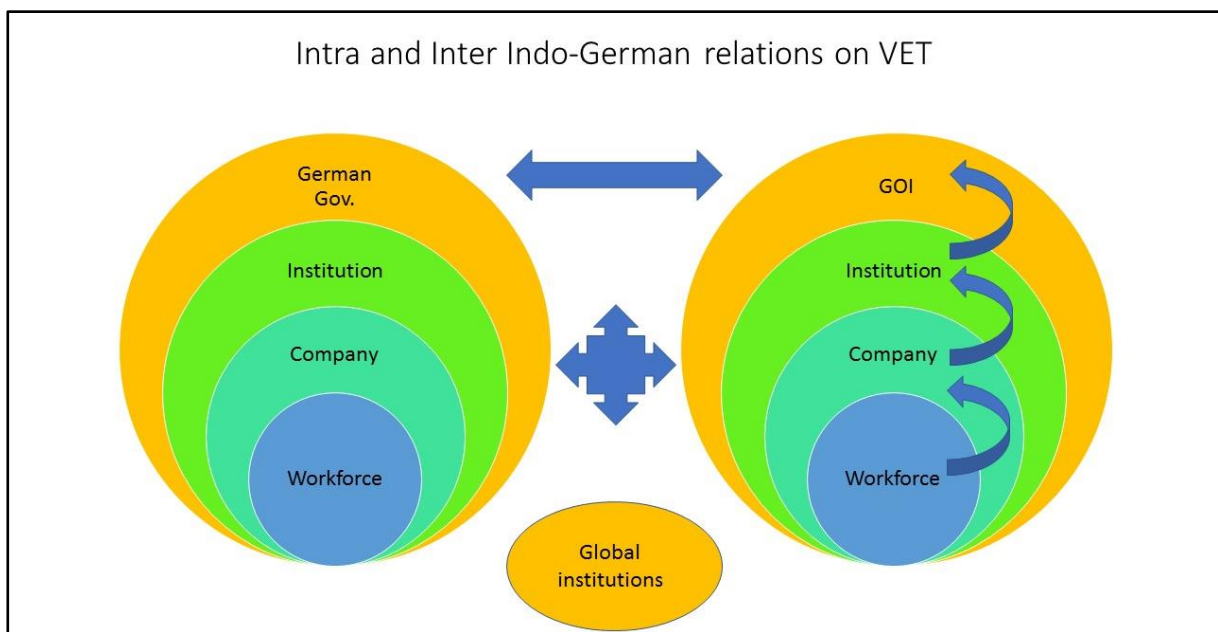 Intra and Inter Indo-German relations on VET
German
Gov.
Institution
Company
Workforce
GOI
Institution
Company
Workforce
Global
institutions